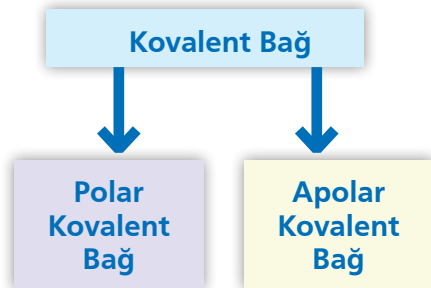 Kovalent Bağ
Polar
Kovalent
Bağ
Apolar
Kovalent
Bağ